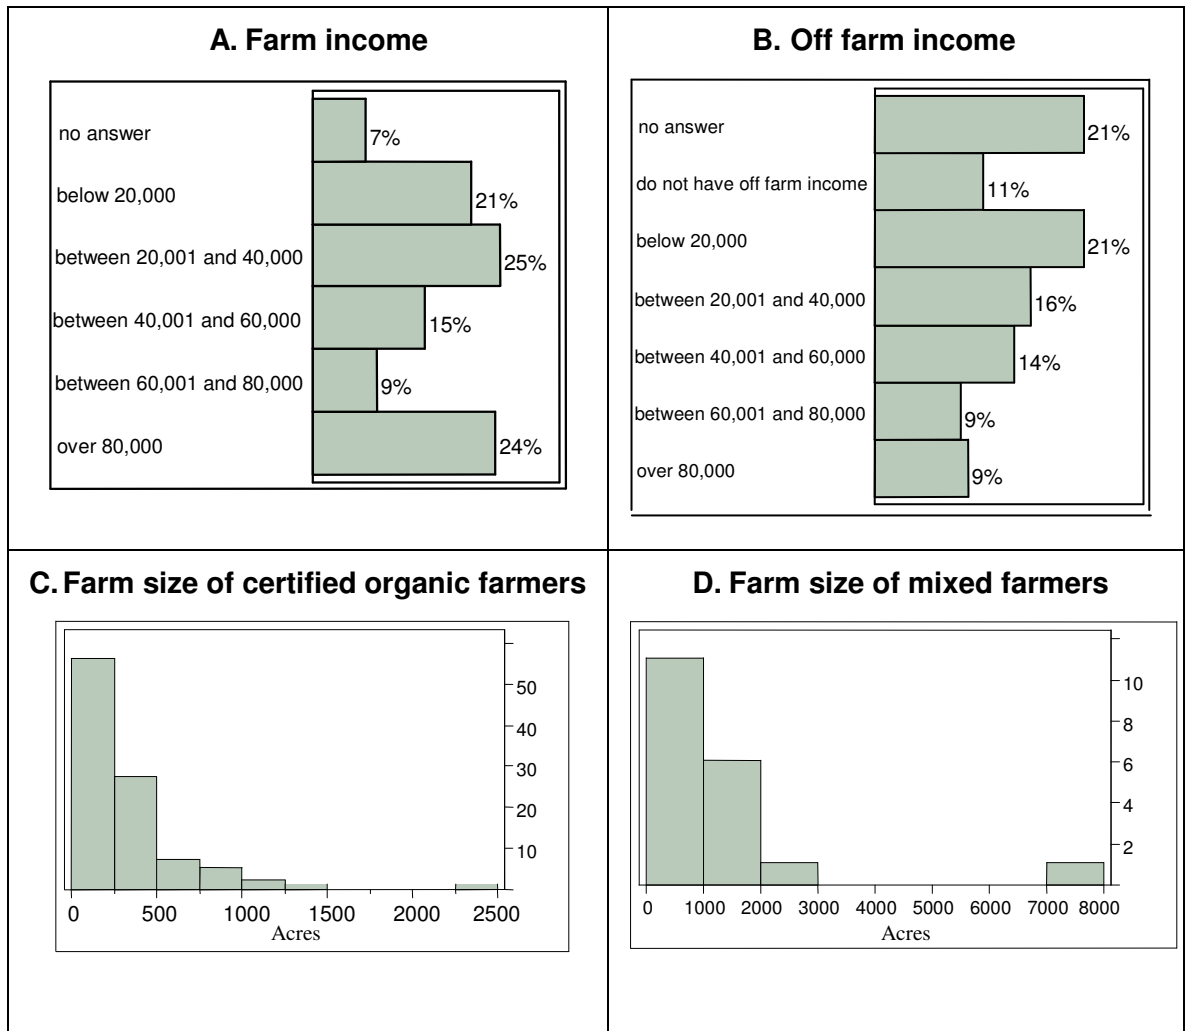 A. Farm income
no answer
7%
below 20,000
21%
between 20,001 and 40,000
25%
between 40,001 and 60,000
15%
between 60,001 and 80,000
9%
over 80,000
24%
B. Off farm income
no answer
21%
do not have off farm income
11%
below 20,000
21%
between 20,001 and 40,000
16%
between 40,001 and 60,000
14%
between 60,001 and 80,000
9%
over 80,000
9%
C. Farm size of certified organic farmers
50
40
30
20
10
0 500 1000 1500 2000 2500
Acres
D. Farm size of mixed farmers
10
8
6
4
2
0 1000 2000 3000 4000 5000 6000 7000 8000
Acres